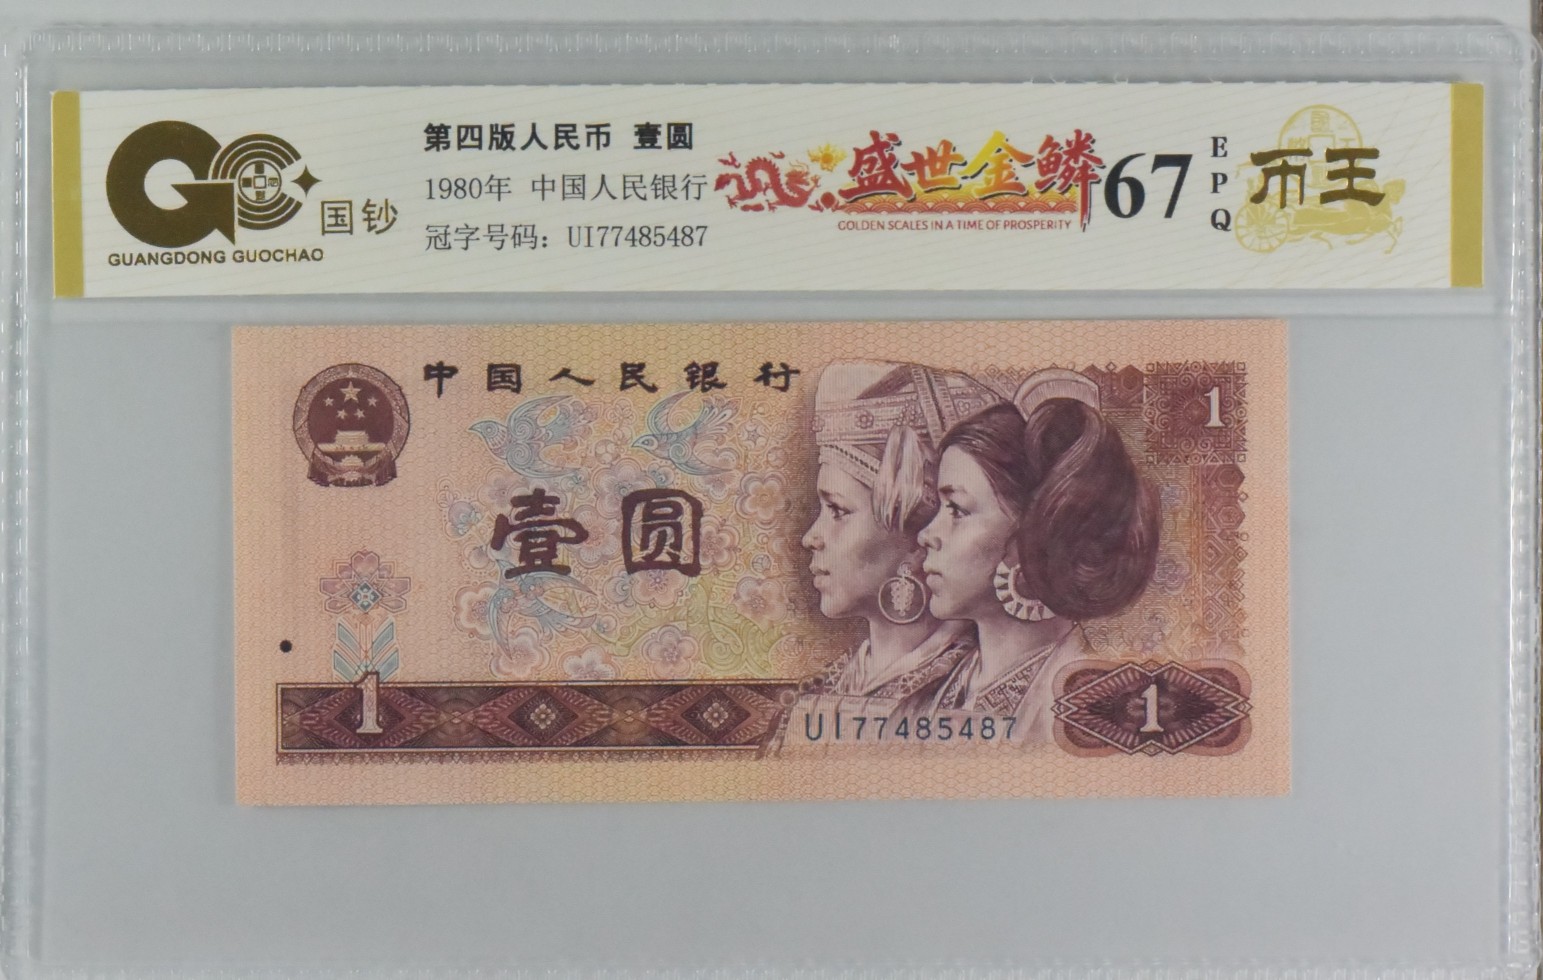 GUANGDONG GUOCHAO
国钞
第四版人民币 壹圆
1980年 中国人民银行
冠字号码：UI77485487
盛世金鳞
GOLDEN SCALES IN A TIME OF PROSPERITY
67
EPQ
币王
中国人民银行
1
壹圆
1
UI77485487
1